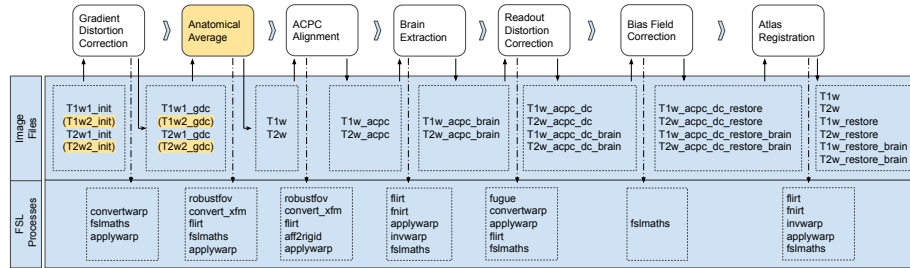 Gradient
Distortion
Correction
Anatomical
Average
ACPC
Alignment
Brain
Extraction
Readout
Distortion
Correction
Bias Field
Correction
Atlas
Registration
Image
Files
T1w1_init
(T1w2_init)
T2w1_init
(T2w2_init)
T1w1_gdc
(T1w2_gdc)
T2w1_gdc
(T2w2_gdc)
T1w
T2w
T1w_acpc
T2w_acpc
T1w_acpc_brain
T2w_acpc_brain
T1w_acpc_dc
T2w_acpc_dc
T1w_acpc_dc_brain
T2w_acpc_dc_brain
T1w_acpc_dc_restore
T2w_acpc_dc_restore
T1w_acpc_dc_restore_brain
T2w_acpc_dc_restore_brain
T1w
T2w
T1w_restore
T2w_restore
T1w_restore_brain
T2w_restore_brain
FSL
Processes
convertwarp
fslmaths
applywarp
robustfov
convert_xfm
flirt
fslmaths
applywarp
robustfov
convert_xfm
flirt
aff2rigid
applywarp
flirt
fnirt
applywarp
invwarp
fslmaths
fugue
convertwarp
applywarp
flirt
fslmaths
fslmaths
flirt
fnirt
invwarp
applywarp
fslmaths